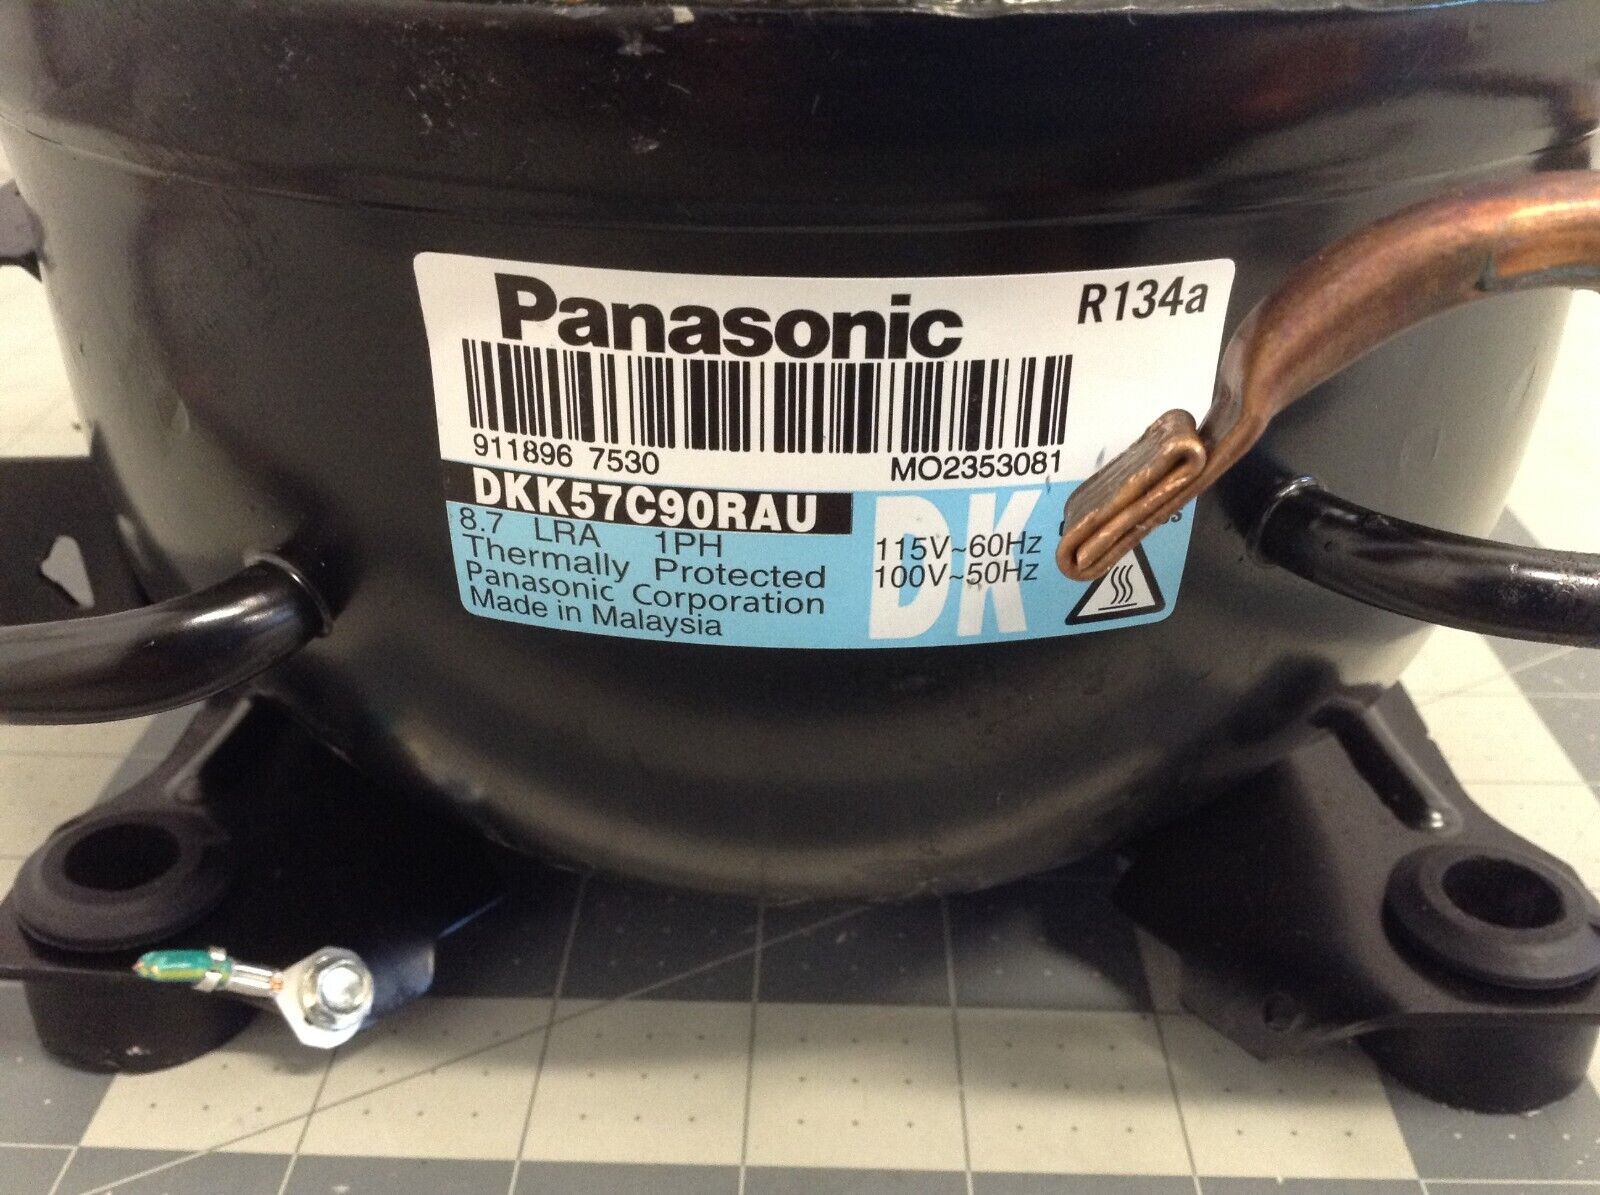 Panasonic
R134a
911896 7530
MO2353081
DKK57C90RAU
8.7 LRA 1PH
Thermally Protected
Panasonic Corporation
Made in Malaysia
DK
115V~60Hz
100V~50Hz